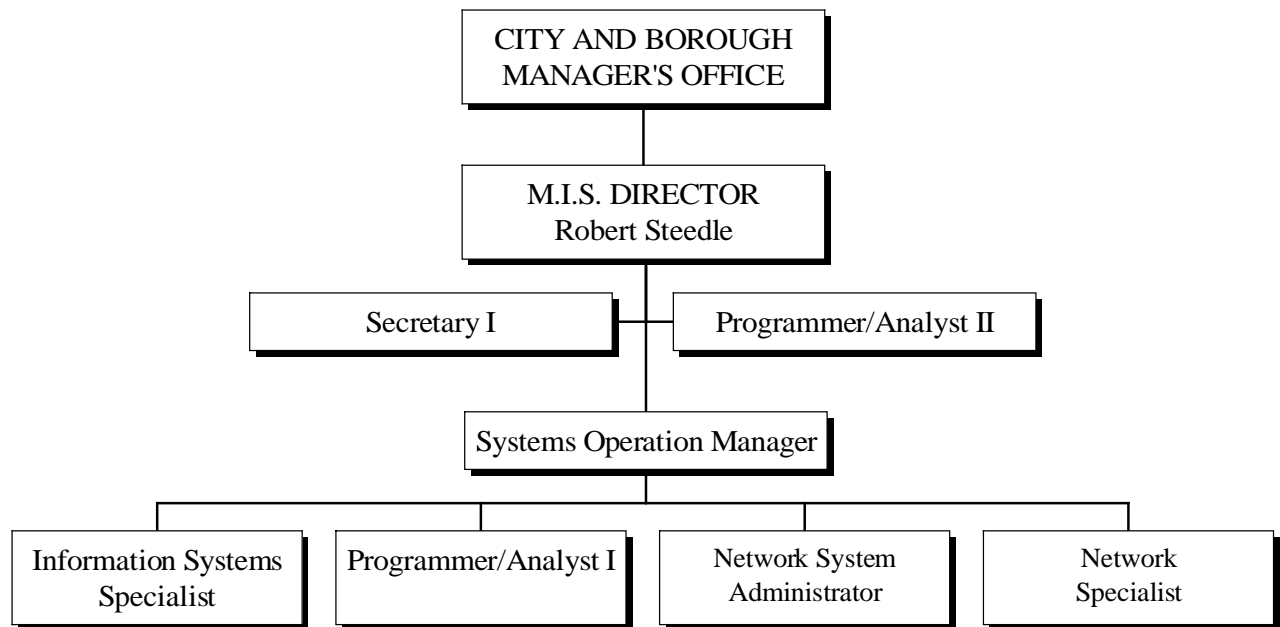 CITY AND BOROUGH
MANAGER'S OFFICE
M.I.S. DIRECTOR
Robert Steedle
Secretary I
Programmer/Analyst II
Systems Operation Manager
Information Systems
Specialist
Programmer/Analyst I
Network System
Administrator
Network
Specialist